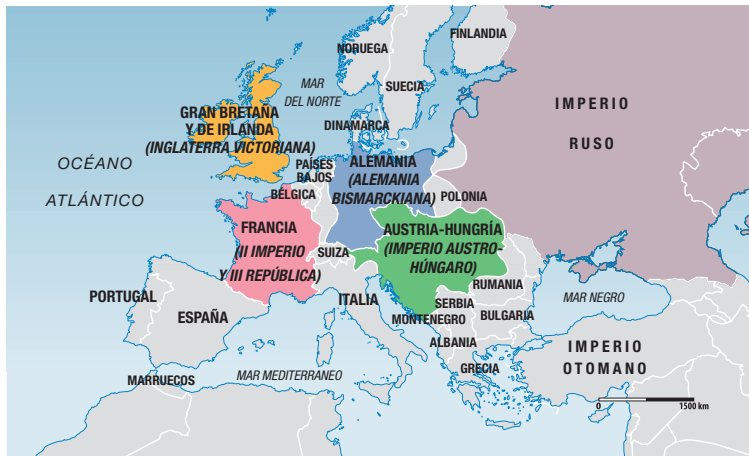 FINLANDIA
NORUEGA
SUECIA
MAR
DEL NORTE
IMPERIO
RUSO
GRAN BRETAÑA
Y DE IRLANDA
(INGLATERRA VICTORIANA)
DINAMARCA
OCÉANO
ATLÁNTICO
PAÍSES
BAJOS
ALEMANIA
(ALEMANIA
BISMARCKIANA)
BÉLGICA
POLONIA
FRANCIA
(II IMPERIO
Y III REPÚBLICA)
AUSTRIA-HUNGRÍA
(IMPERIO AUSTRO-
HÚNGARO)
SUIZA
RUMANIA
PORTUGAL
ESPAÑA
ITALIA
SERBIA
MONTENEGRO
BULGARIA
MAR NEGRO
ALBANIA
GRECIA
IMPERIO
OTOMANO
MARRUECOS
MAR MEDITERRANEO
0 1500 km